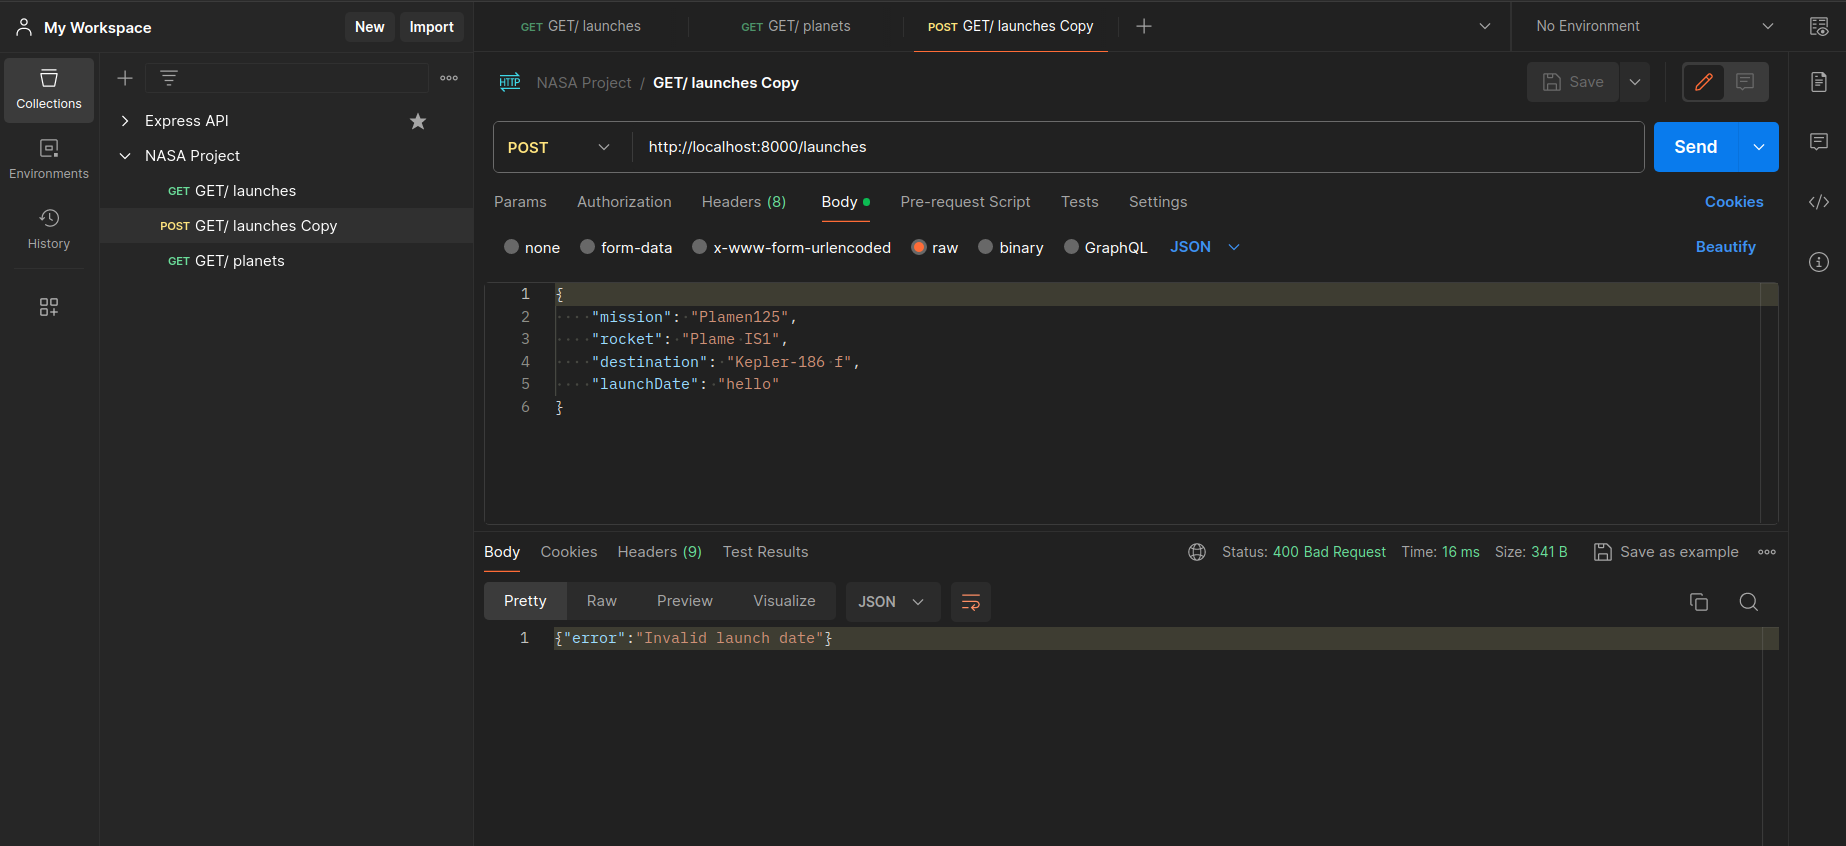 My Workspace New Import
GET GET/ launches GET GET/ planets POST GET/ launches Copy
No Environment
Collections
Environments
History
Express API
NASA Project
GET GET/ launches
POST GET/ launches Copy
GET GET/ planets
HTTP NASA Project / GET/ launches Copy
Save
POST http://localhost:8000/launches
Send
Params Authorization Headers (8) Body Pre-request Script Tests Settings
Cookies
none form-data x-www-form-urlencoded raw binary GraphQL JSON
Beautify
1 {
2 ····"mission":·"Plamen125",
3 ····"rocket":·"Plame·IS1",
4 ····"destination":·"Kepler-186·f",
5 ····"launchDate":·"hello"
6 }
Body Cookies Headers (9) Test Results
Status: 400 Bad Request Time: 16 ms Size: 341 B Save as example
Pretty Raw Preview Visualize JSON
1 {"error":"Invalid launch date"}